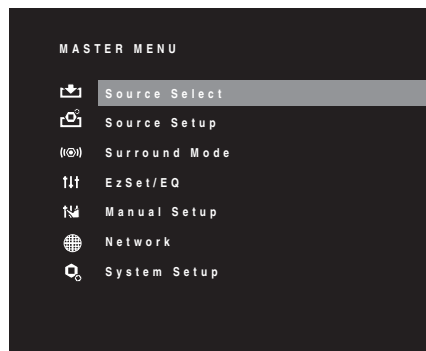 MASTER MENU
Source Select
Source Setup
Surround Mode
EzSet/EQ
Manual Setup
Network
System Setup